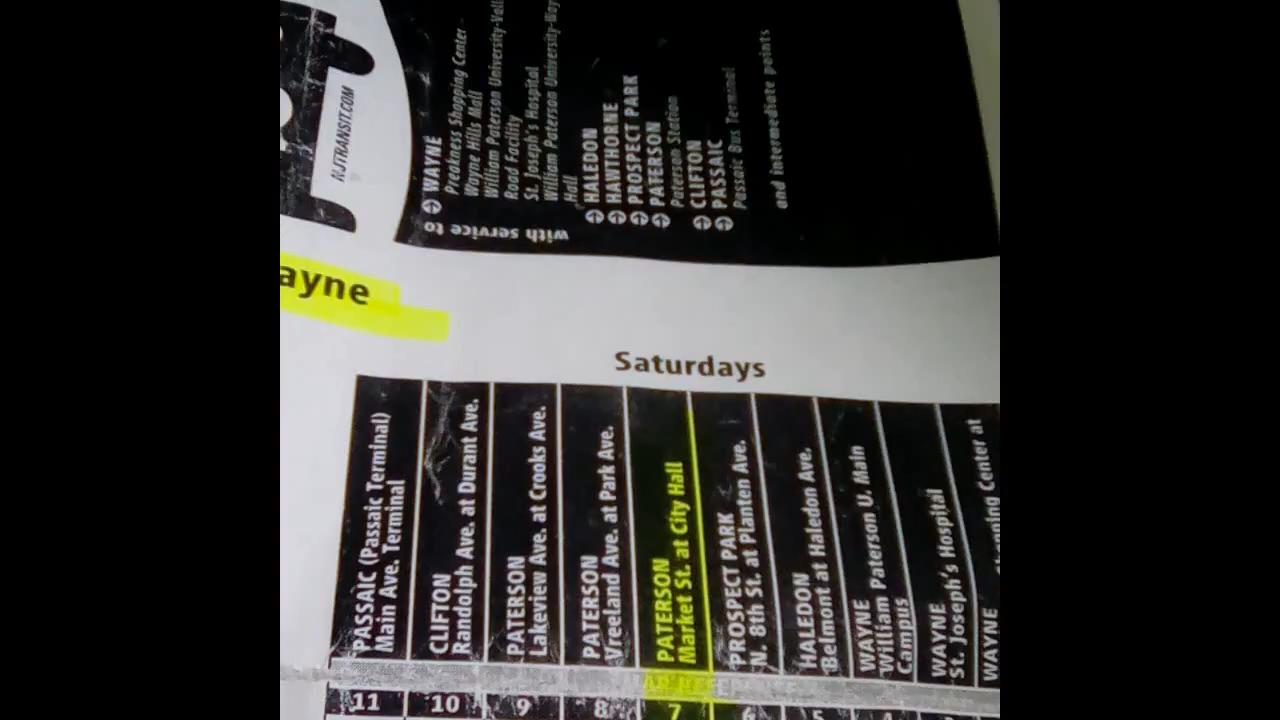 NJTRANSIT.COM
with service to
WAYNE
Preakness Shopping Center-
Wayne Hills Mall
William Paterson University-
Road Facility
St. Joseph's Hospital
William Paterson University-
Hall
HALEDON
HAWTHORNE
PROSPECT PARK
PATERSON
Paterson Station
CLIFTON
PASSAIC
Passaic Bus Terminal
and intermediate points
ayne
Saturdays
PASSAIC (Passaic Terminal)
Main Ave. Terminal
CLIFTON
Randolph Ave. at Durant Ave.
PATERSON
Lakeview Ave. at Crooks Ave.
PATERSON
Vreeland Ave. at Park Ave.
PATERSON
Market St. at City Hall
PROSPECT PARK
N. 8th St. at Planten Ave.
HALEDON
Belmont at Haledon Ave.
WAYNE
William Paterson U. Main
Campus
WAYNE
St. Joseph's Hospital
WAYNE
Center at
11 10 9 8 7